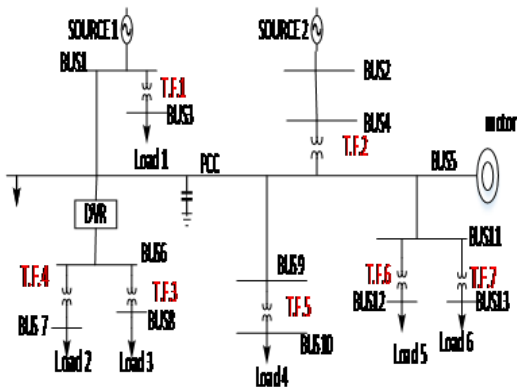 SOURCE 1
SOURCE 2
BUS1
BUS2
T.F.1
BUS3
BUS4
motor
Load 1
PCC
T.F.2
BUS5
DVR
BUS6
BUS11
T.F.4
T.F.3
BUS9
T.F.6
T.F.7
BUS 7
BUS8
T.F.5
BUS12
BUS13
Load 2
Load 3
BUS10
Load 4
Load 5
Load 6